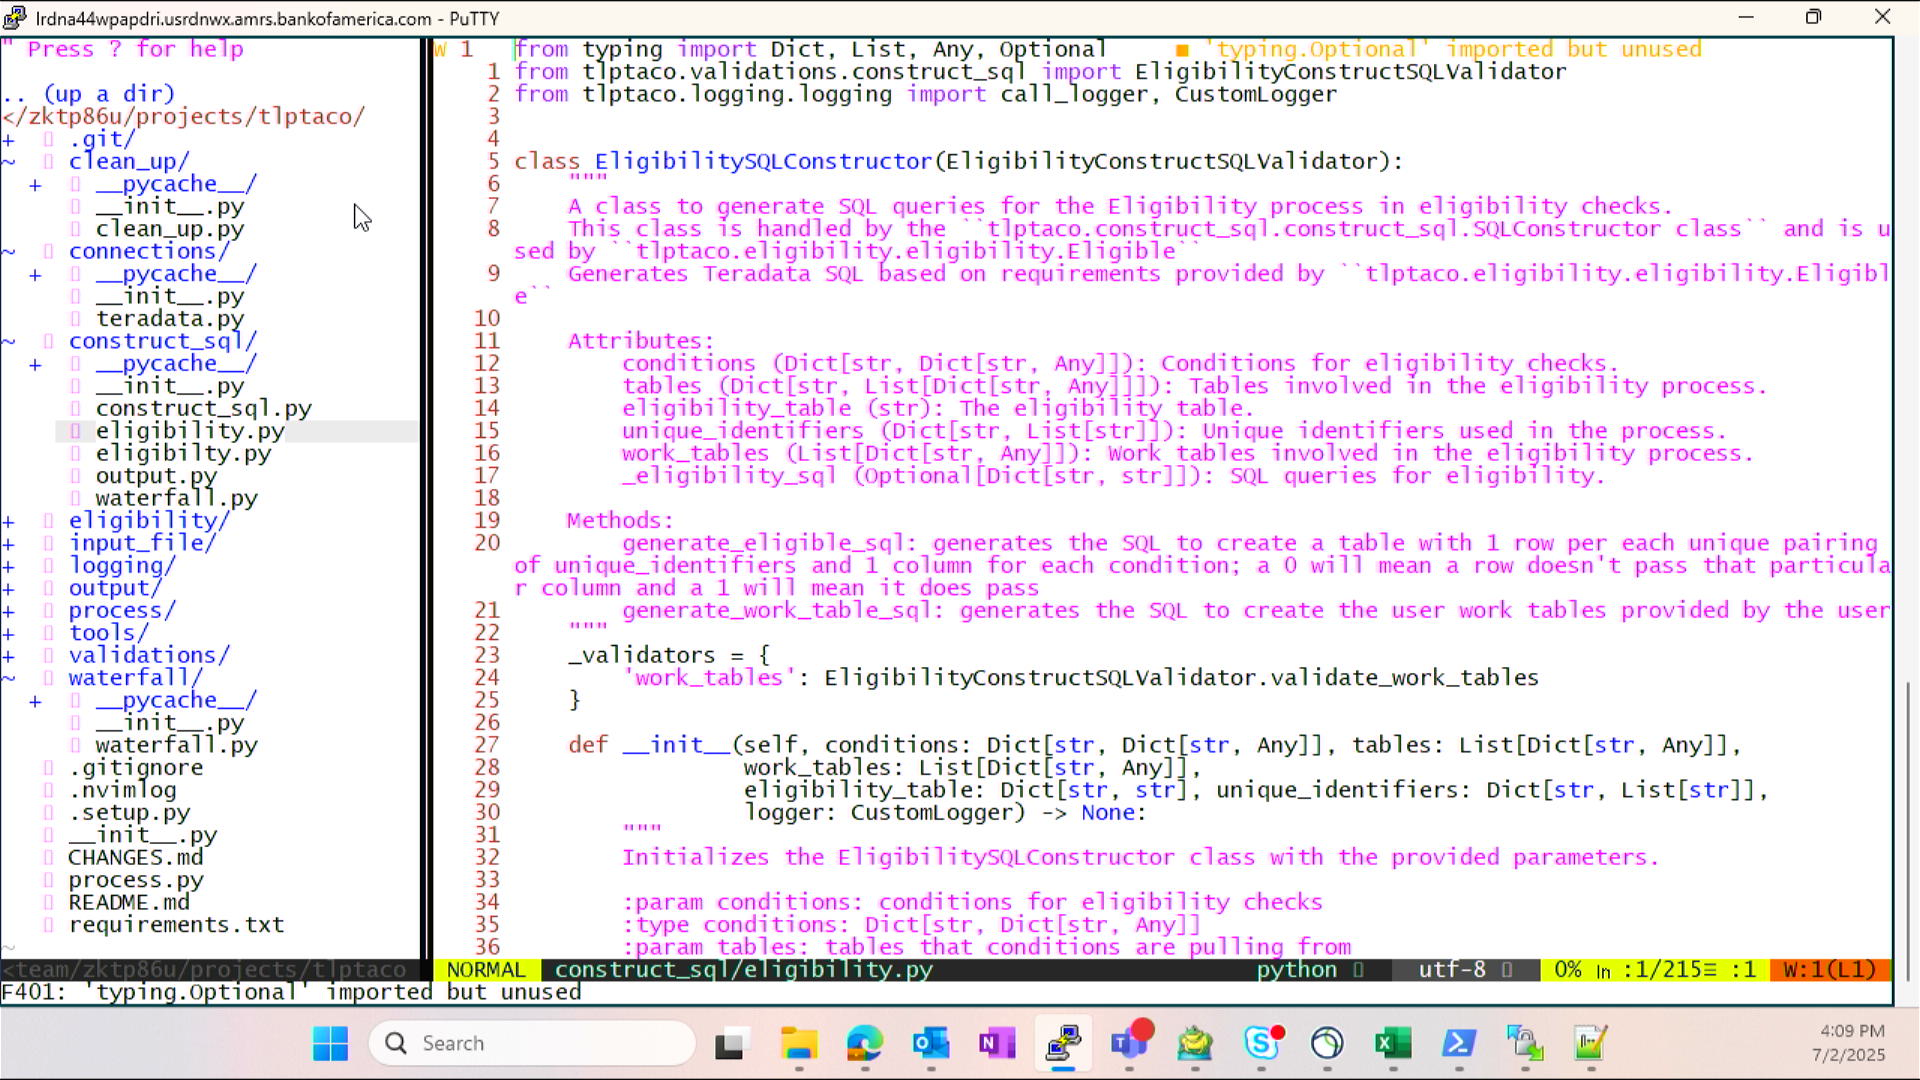 lrdna44wpapdri.usrdnwx.amrs.bankofamerica.com - PuTTY
" Press ? for help
.. (up a dir)
</zktp86u/projects/tlptaco/
+ .git/
~ clean_up/
+ __pycache__/
__init__.py
clean_up.py
~ connections/
+ __pycache__/
__init__.py
teradata.py
~ construct_sql/
+ __pycache__/
__init__.py
construct_sql.py
eligibility.py
eligibilty.py
output.py
waterfall.py
+ eligibility/
+ input_file/
+ logging/
+ output/
+ process/
+ tools/
+ validations/
~ waterfall/
+ __pycache__/
__init__.py
waterfall.py
.gitignore
.nvimlog
.setup.py
__init__.py
CHANGES.md
process.py
README.md
requirements.txt
~
<team/zktp86u/projects/tlptaco
W 1 from typing import Dict, List, Any, Optional ■ 'typing.Optional' imported but unused
1 from tlptaco.validations.construct_sql import EligibilityConstructSQLValidator
2 from tlptaco.logging.logging import call_logger, CustomLogger
3
4
5 class EligibilitySQLConstructor(EligibilityConstructSQLValidator):
6 """
7 A class to generate SQL queries for the Eligibility process in eligibility checks.
8 This class is handled by the ``tlptaco.construct_sql.construct_sql.SQLConstructor class`` and is u
sed by ``tlptaco.eligibility.eligibility.Eligible``
9 Generates Teradata SQL based on requirements provided by ``tlptaco.eligibility.eligibility.Eligibl
e``
10
11 Attributes:
12 conditions (Dict[str, Dict[str, Any]]): Conditions for eligibility checks.
13 tables (Dict[str, List[Dict[str, Any]]]): Tables involved in the eligibility process.
14 eligibility_table (str): The eligibility table.
15 unique_identifiers (Dict[str, List[str]]): Unique identifiers used in the process.
16 work_tables (List[Dict[str, Any]]): Work tables involved in the eligibility process.
17 _eligibility_sql (Optional[Dict[str, str]]): SQL queries for eligibility.
18
19 Methods:
20 generate_eligible_sql: generates the SQL to create a table with 1 row per each unique pairing
of unique_identifiers and 1 column for each condition; a 0 will mean a row doesn't pass that particula
r column and a 1 will mean it does pass
21 generate_work_table_sql: generates the SQL to create the user work tables provided by the user
22 """
23 _validators = {
24 'work_tables': EligibilityConstructSQLValidator.validate_work_tables
25 }
26
27 def __init__(self, conditions: Dict[str, Dict[str, Any]], tables: List[Dict[str, Any]],
28 work_tables: List[Dict[str, Any]],
29 eligibility_table: Dict[str, str], unique_identifiers: Dict[str, List[str]],
30 logger: CustomLogger) -> None:
31 """
32 Initializes the EligibilitySQLConstructor class with the provided parameters.
33
34 :param conditions: conditions for eligibility checks
35 :type conditions: Dict[str, Dict[str, Any]]
36 :param tables: tables that conditions are pulling from
NORMAL construct_sql/eligibility.py python utf-8 0% ln :1/215≡ :1 W:1(L1)
F401: 'typing.Optional' imported but unused
Search
4:09 PM
7/2/2025